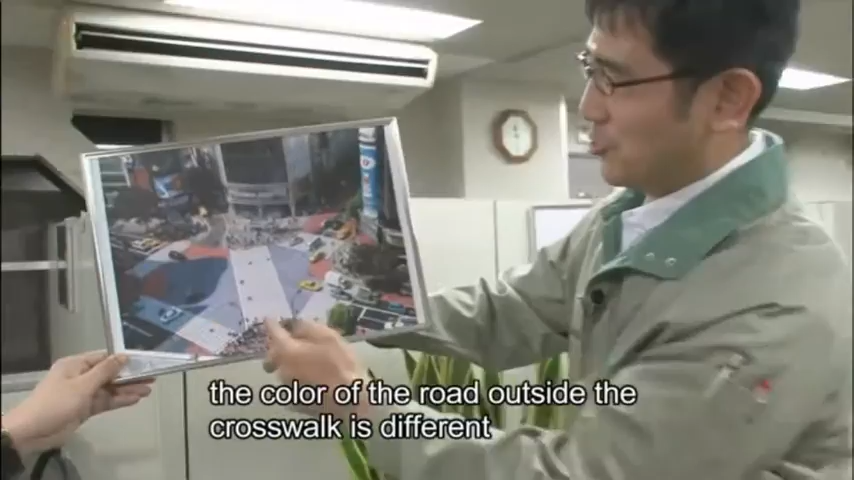 the color of the road outside the
crosswalk is different